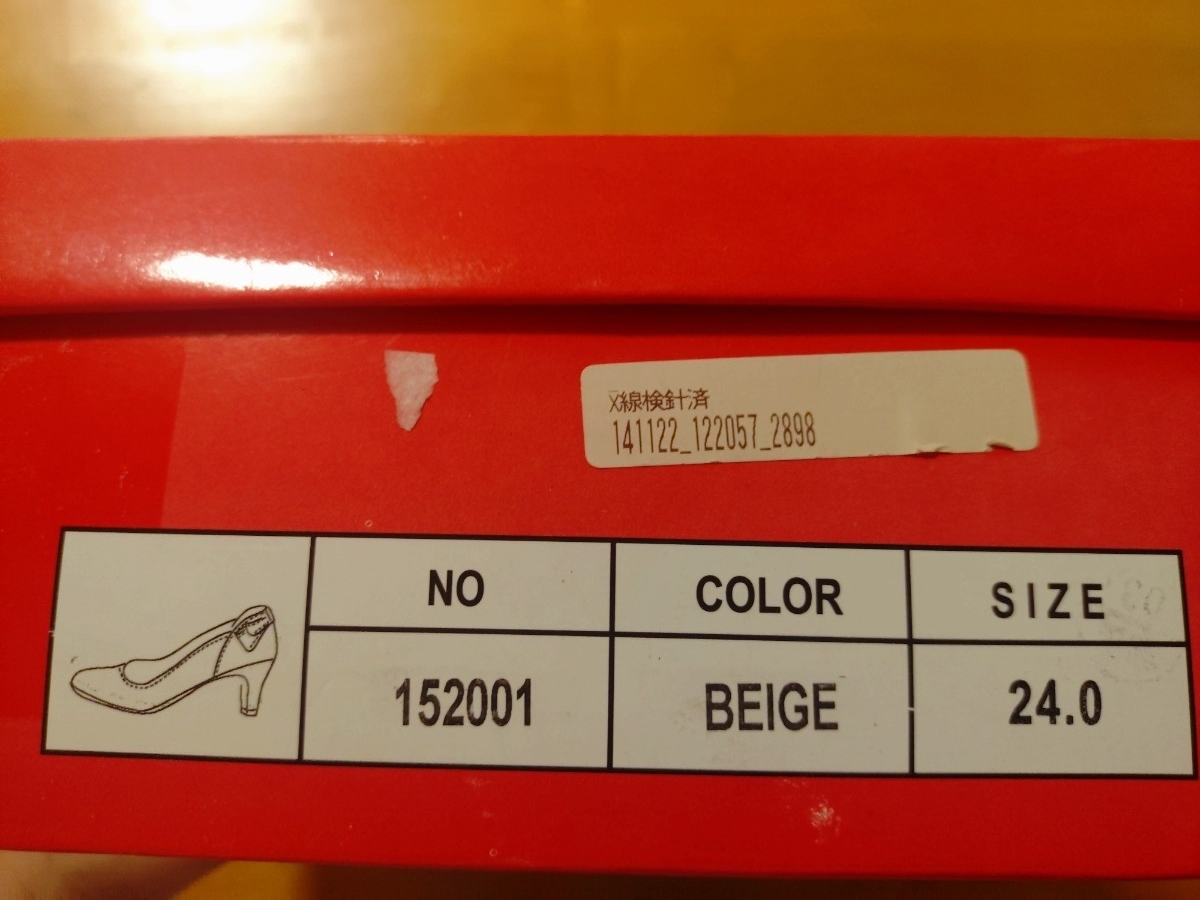 X線検針済
141122_122057_2898
NO COLOR SIZE
152001 BEIGE 24.0